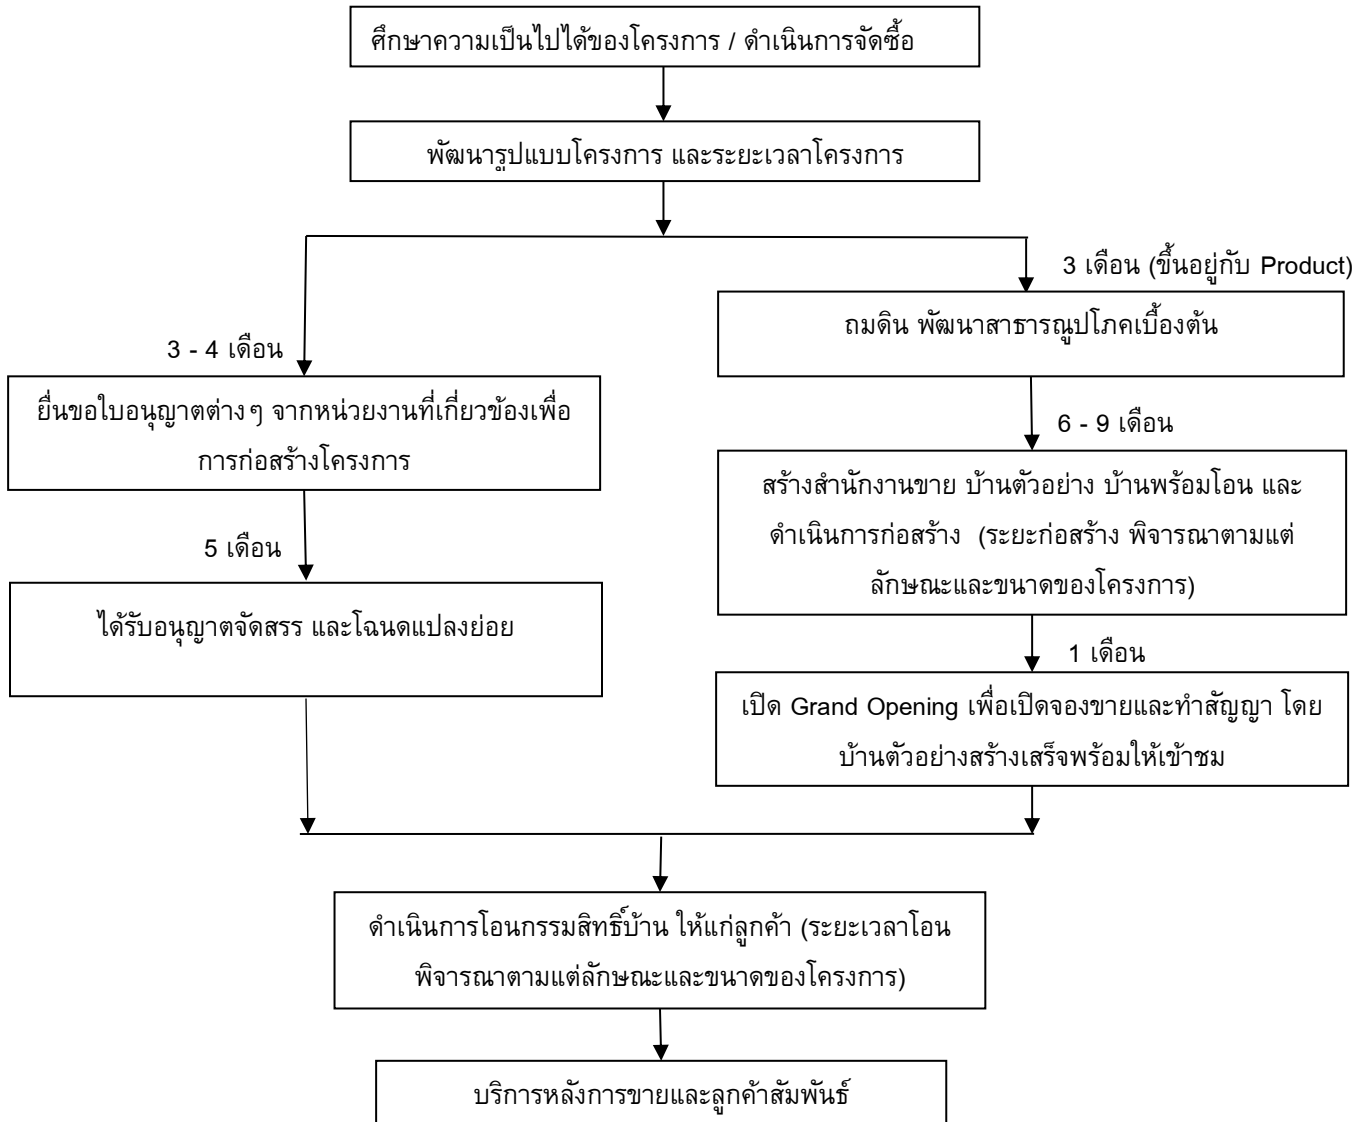 ศึกษาความเป็นไปได้ของโครงการ / ดำเนินการจัดซื้อ
พัฒนารูปแบบโครงการ และระยะเวลาโครงการ
3 - 4 เดือน
ยื่นขอใบอนุญาตต่างๆ จากหน่วยงานที่เกี่ยวข้องเพื่อ
การก่อสร้างโครงการ
5 เดือน
ได้รับอนุญาตจัดสรร และโฉนดแปลงย่อย
3 เดือน (ขึ้นอยู่กับ Product)
ถมดิน พัฒนาสาธารณูปโภคเบื้องต้น
6 - 9 เดือน
สร้างสำนักงานขาย บ้านตัวอย่าง บ้านพร้อมโอน และ
ดำเนินการก่อสร้าง (ระยะก่อสร้าง พิจารณาตามแต่
ลักษณะและขนาดของโครงการ)
1 เดือน
เปิด Grand Opening เพื่อเปิดจองขายและทำสัญญา โดย
บ้านตัวอย่างสร้างเสร็จพร้อมให้เข้าชม
ดำเนินการโอนกรรมสิทธิ์บ้าน ให้แก่ลูกค้า (ระยะเวลาโอน
พิจารณาตามแต่ลักษณะและขนาดของโครงการ)
บริการหลังการขายและลูกค้าสัมพันธ์